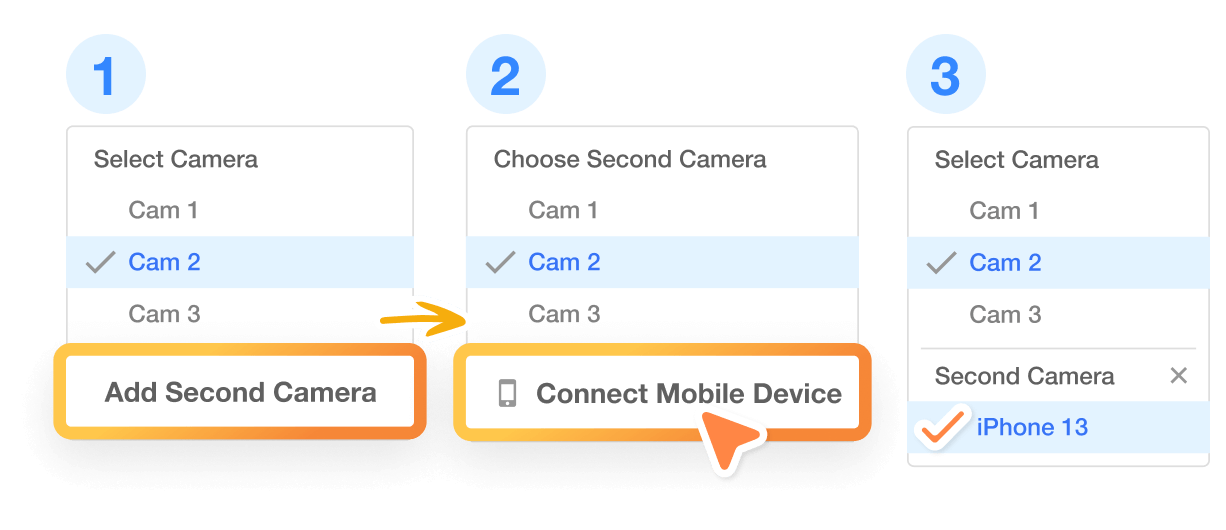 1
Select Camera
Cam 1
Cam 2
Cam 3
Add Second Camera
2
Choose Second Camera
Cam 1
Cam 2
Cam 3
Connect Mobile Device
3
Select Camera
Cam 1
Cam 2
Cam 3
Second Camera
iPhone 13